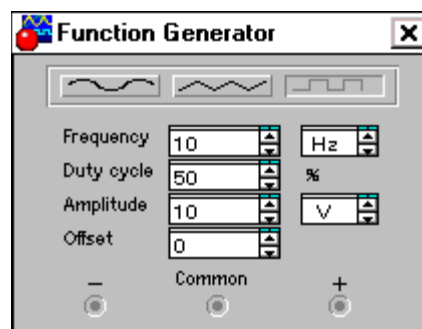 Function Generator
Frequency 10 Hz
Duty cycle 50 %
Amplitude 10 V
Offset 0
− Common +